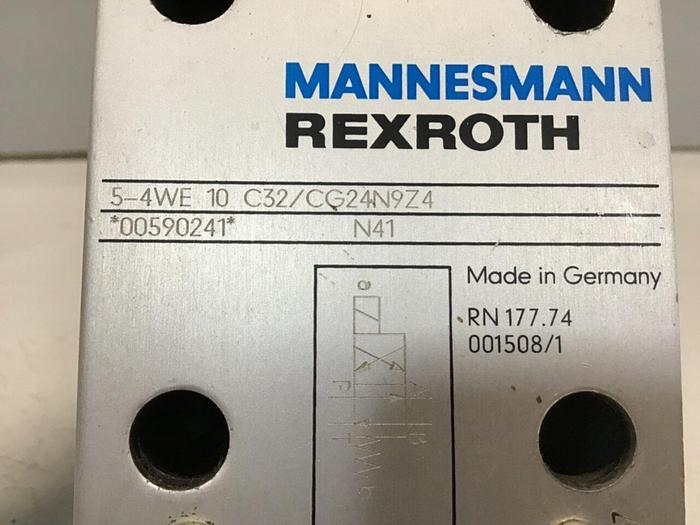 MANNESMANN
REXROTH
5-4WE 10 C32/CG24N9Z4
*00590241* N41
Made in Germany
RN 177.74
001508/1
a
P
A
T
B